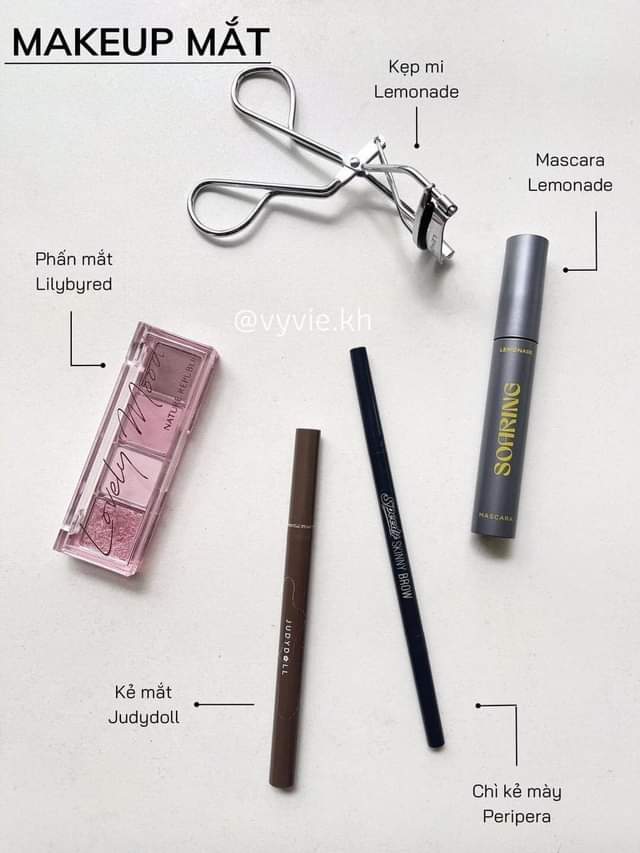 MAKEUP MẮT
Kẹp mi
Lemonade
Mascara
Lemonade
Phấn mắt
Lilybyred
@vyvie.kh
LEMONADE
SOARING
MASCARA
Lovely Mood
NATURE REPUBLIC
Speedy SKINNY BROW
JUDYDOLL
Kẻ mắt
Judydoll
Chì kẻ mày
Peripera